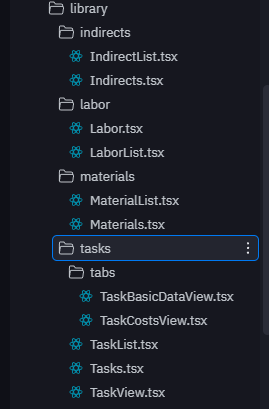 library
indirects
IndirectList.tsx
Indirects.tsx
labor
Labor.tsx
LaborList.tsx
materials
MaterialList.tsx
Materials.tsx
tasks
tabs
TaskBasicDataView.tsx
TaskCostsView.tsx
TaskList.tsx
Tasks.tsx
TaskView.tsx